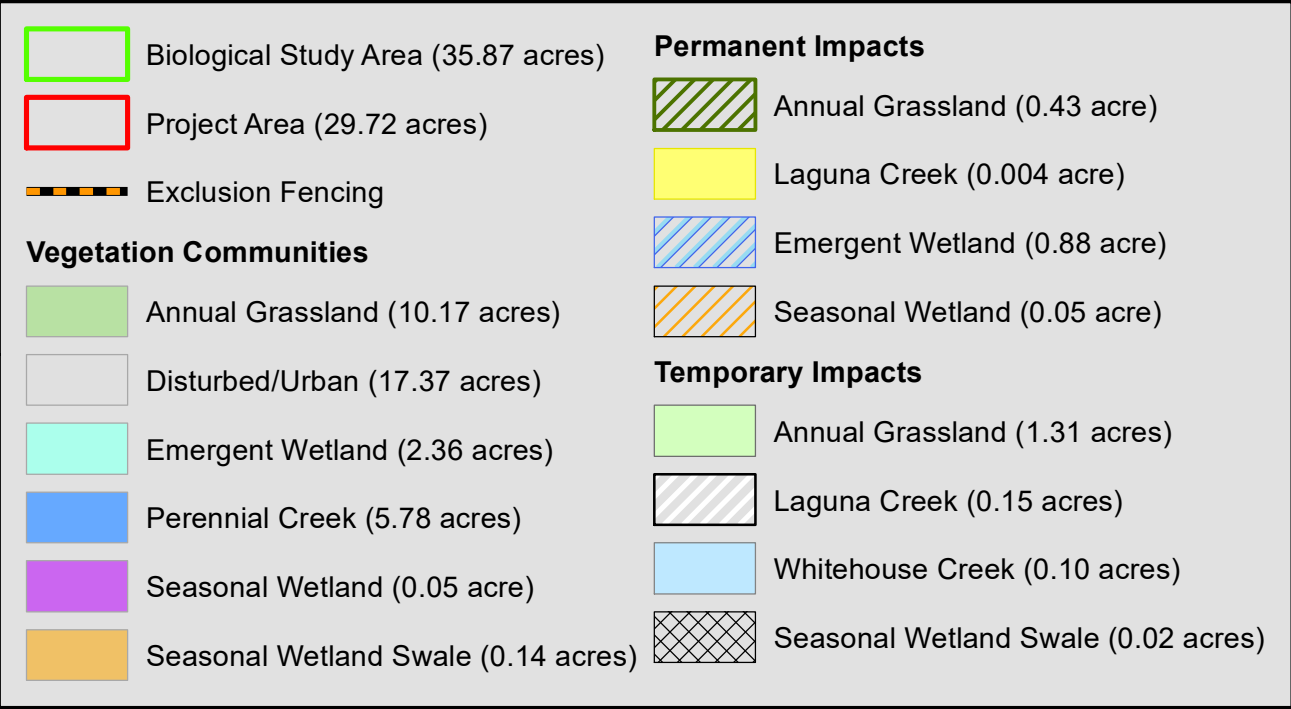 Biological Study Area (35.87 acres)
Project Area (29.72 acres)
Exclusion Fencing
Vegetation Communities
Annual Grassland (10.17 acres)
Disturbed/Urban (17.37 acres)
Emergent Wetland (2.36 acres)
Perennial Creek (5.78 acres)
Seasonal Wetland (0.05 acre)
Seasonal Wetland Swale (0.14 acres)
Permanent Impacts
Annual Grassland (0.43 acre)
Laguna Creek (0.004 acre)
Emergent Wetland (0.88 acre)
Seasonal Wetland (0.05 acre)
Temporary Impacts
Annual Grassland (1.31 acres)
Laguna Creek (0.15 acres)
Whitehouse Creek (0.10 acres)
Seasonal Wetland Swale (0.02 acres)